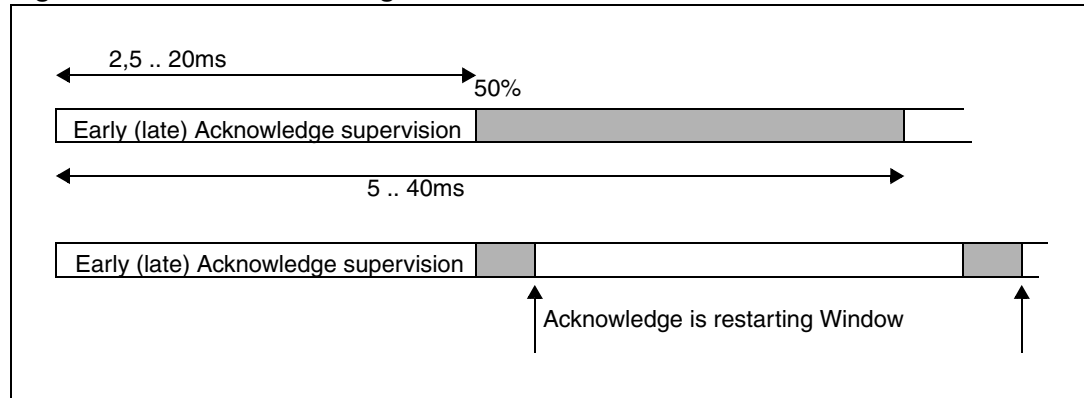 2,5 .. 20ms
50%
Early (late) Acknowledge supervision
5 .. 40ms
Early (late) Acknowledge supervision
Acknowledge is restarting Window